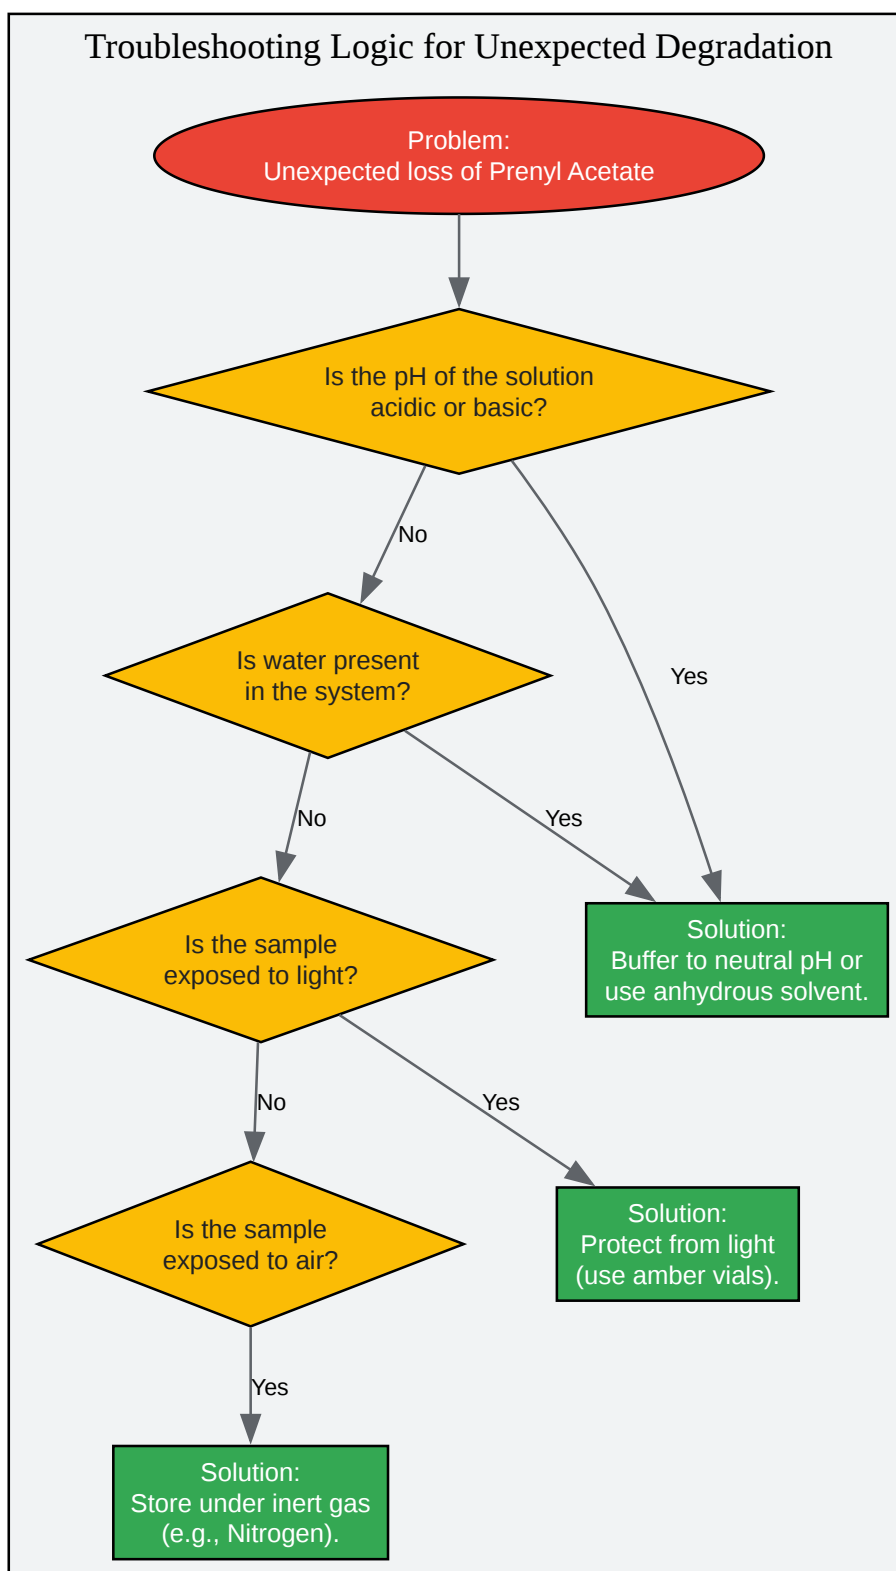 Troubleshooting Logic for Unexpected Degradation
Problem:
Unexpected loss of Prenyl Acetate
Is the pH of the solution
acidic or basic?
No
Yes
Is water present
in the system?
No
Yes
Solution:
Buffer to neutral pH or
use anhydrous solvent.
Is the sample
exposed to light?
No
Yes
Solution:
Protect from light
(use amber vials).
Is the sample
exposed to air?
Yes
Solution:
Store under inert gas
(e.g., Nitrogen).